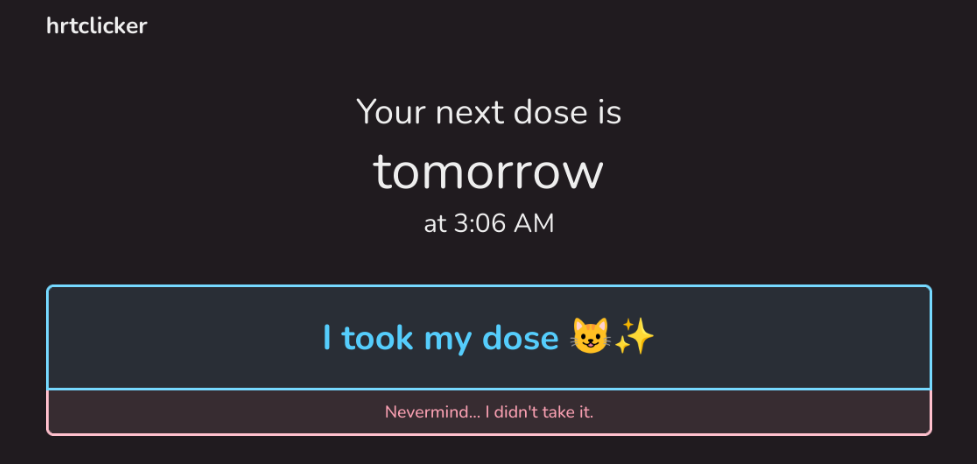 hrtclicker
Your next dose is
tomorrow
at 3:06 AM
I took my dose 😺✨
Nevermind... I didn't take it.